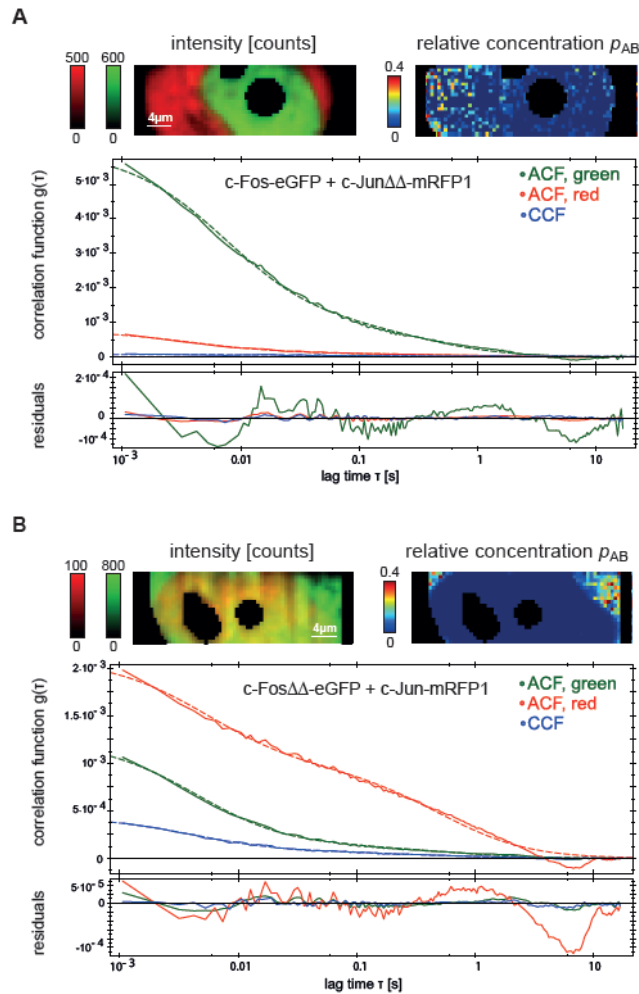 A
intensity [counts]
relative concentration pAB
500
600
0.4
4μm
0
0
0
c-Fos-eGFP + c-JunΔΔ-mRFP1
ACF, green
ACF, red
CCF
correlation function g(τ)
5·10⁻³
4·10⁻³
3·10⁻³
2·10⁻³
10⁻³
0
residuals
2·10⁻⁴
0
-10⁻⁴
10⁻³
0.01
0.1
1
10
lag time τ [s]
B
intensity [counts]
relative concentration pAB
100
800
0.4
4μm
0
0
0
c-FosΔΔ-eGFP + c-Jun-mRFP1
ACF, green
ACF, red
CCF
correlation function g(τ)
2·10⁻³
1.5·10⁻³
10⁻³
5·10⁻⁴
0
residuals
5·10⁻⁵
0
-10⁻⁴
10⁻³
0.01
0.1
1
10
lag time τ [s]